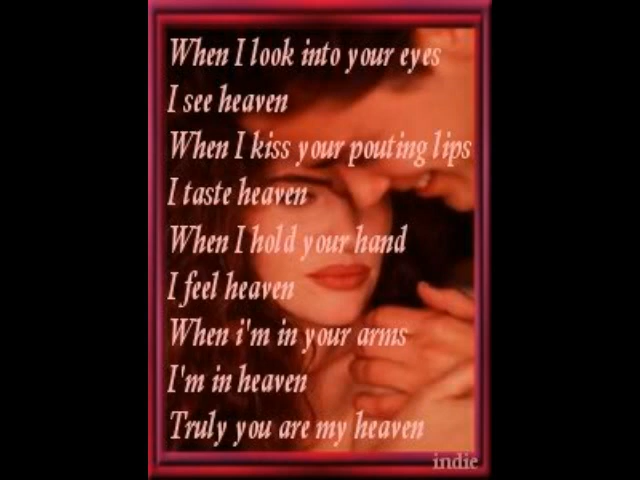 When I look into your eyes
I see heaven
When I kiss your pouting lips
I taste heaven
When I hold your hand
I feel heaven
When i'm in your arms
I'm in heaven
Truly you are my heaven
indie